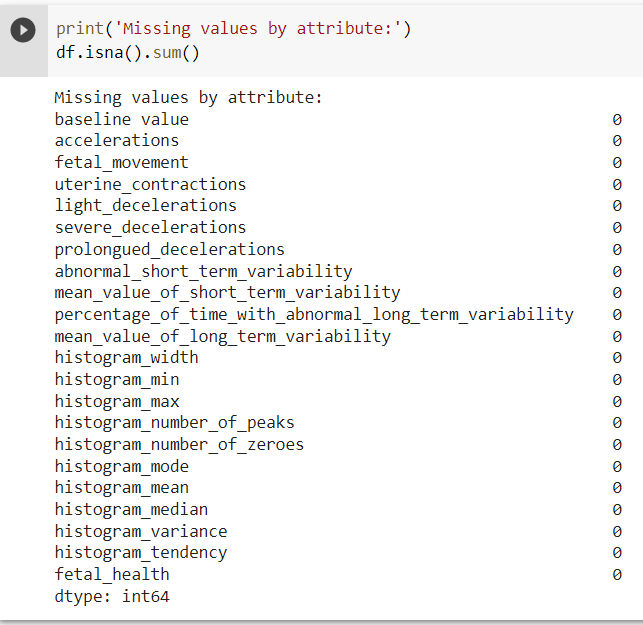 print('Missing values by attribute:')
df.isna().sum()
Missing values by attribute:
baseline value 0
accelerations 0
fetal_movement 0
uterine_contractions 0
light_decelerations 0
severe_decelerations 0
prolongued_decelerations 0
abnormal_short_term_variability 0
mean_value_of_short_term_variability 0
percentage_of_time_with_abnormal_long_term_variability 0
mean_value_of_long_term_variability 0
histogram_width 0
histogram_min 0
histogram_max 0
histogram_number_of_peaks 0
histogram_number_of_zeroes 0
histogram_mode 0
histogram_mean 0
histogram_median 0
histogram_variance 0
histogram_tendency 0
fetal_health 0
dtype: int64